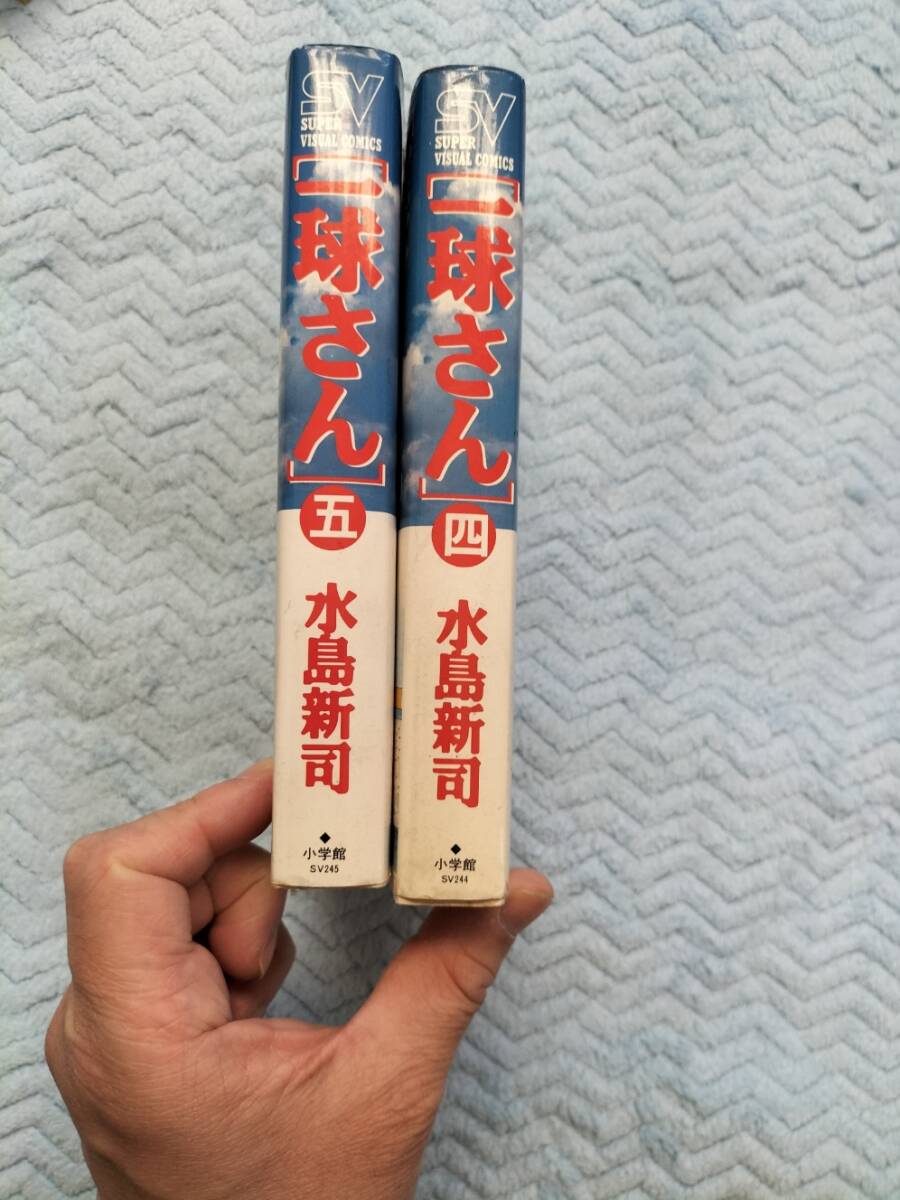 SV
SUPER
VISUAL COMICS
[一球さん]
五
水島新司
◆
小学館
SV245
SV
SUPER
VISUAL COMICS
[一球さん]
四
水島新司
◆
小学館
SV244